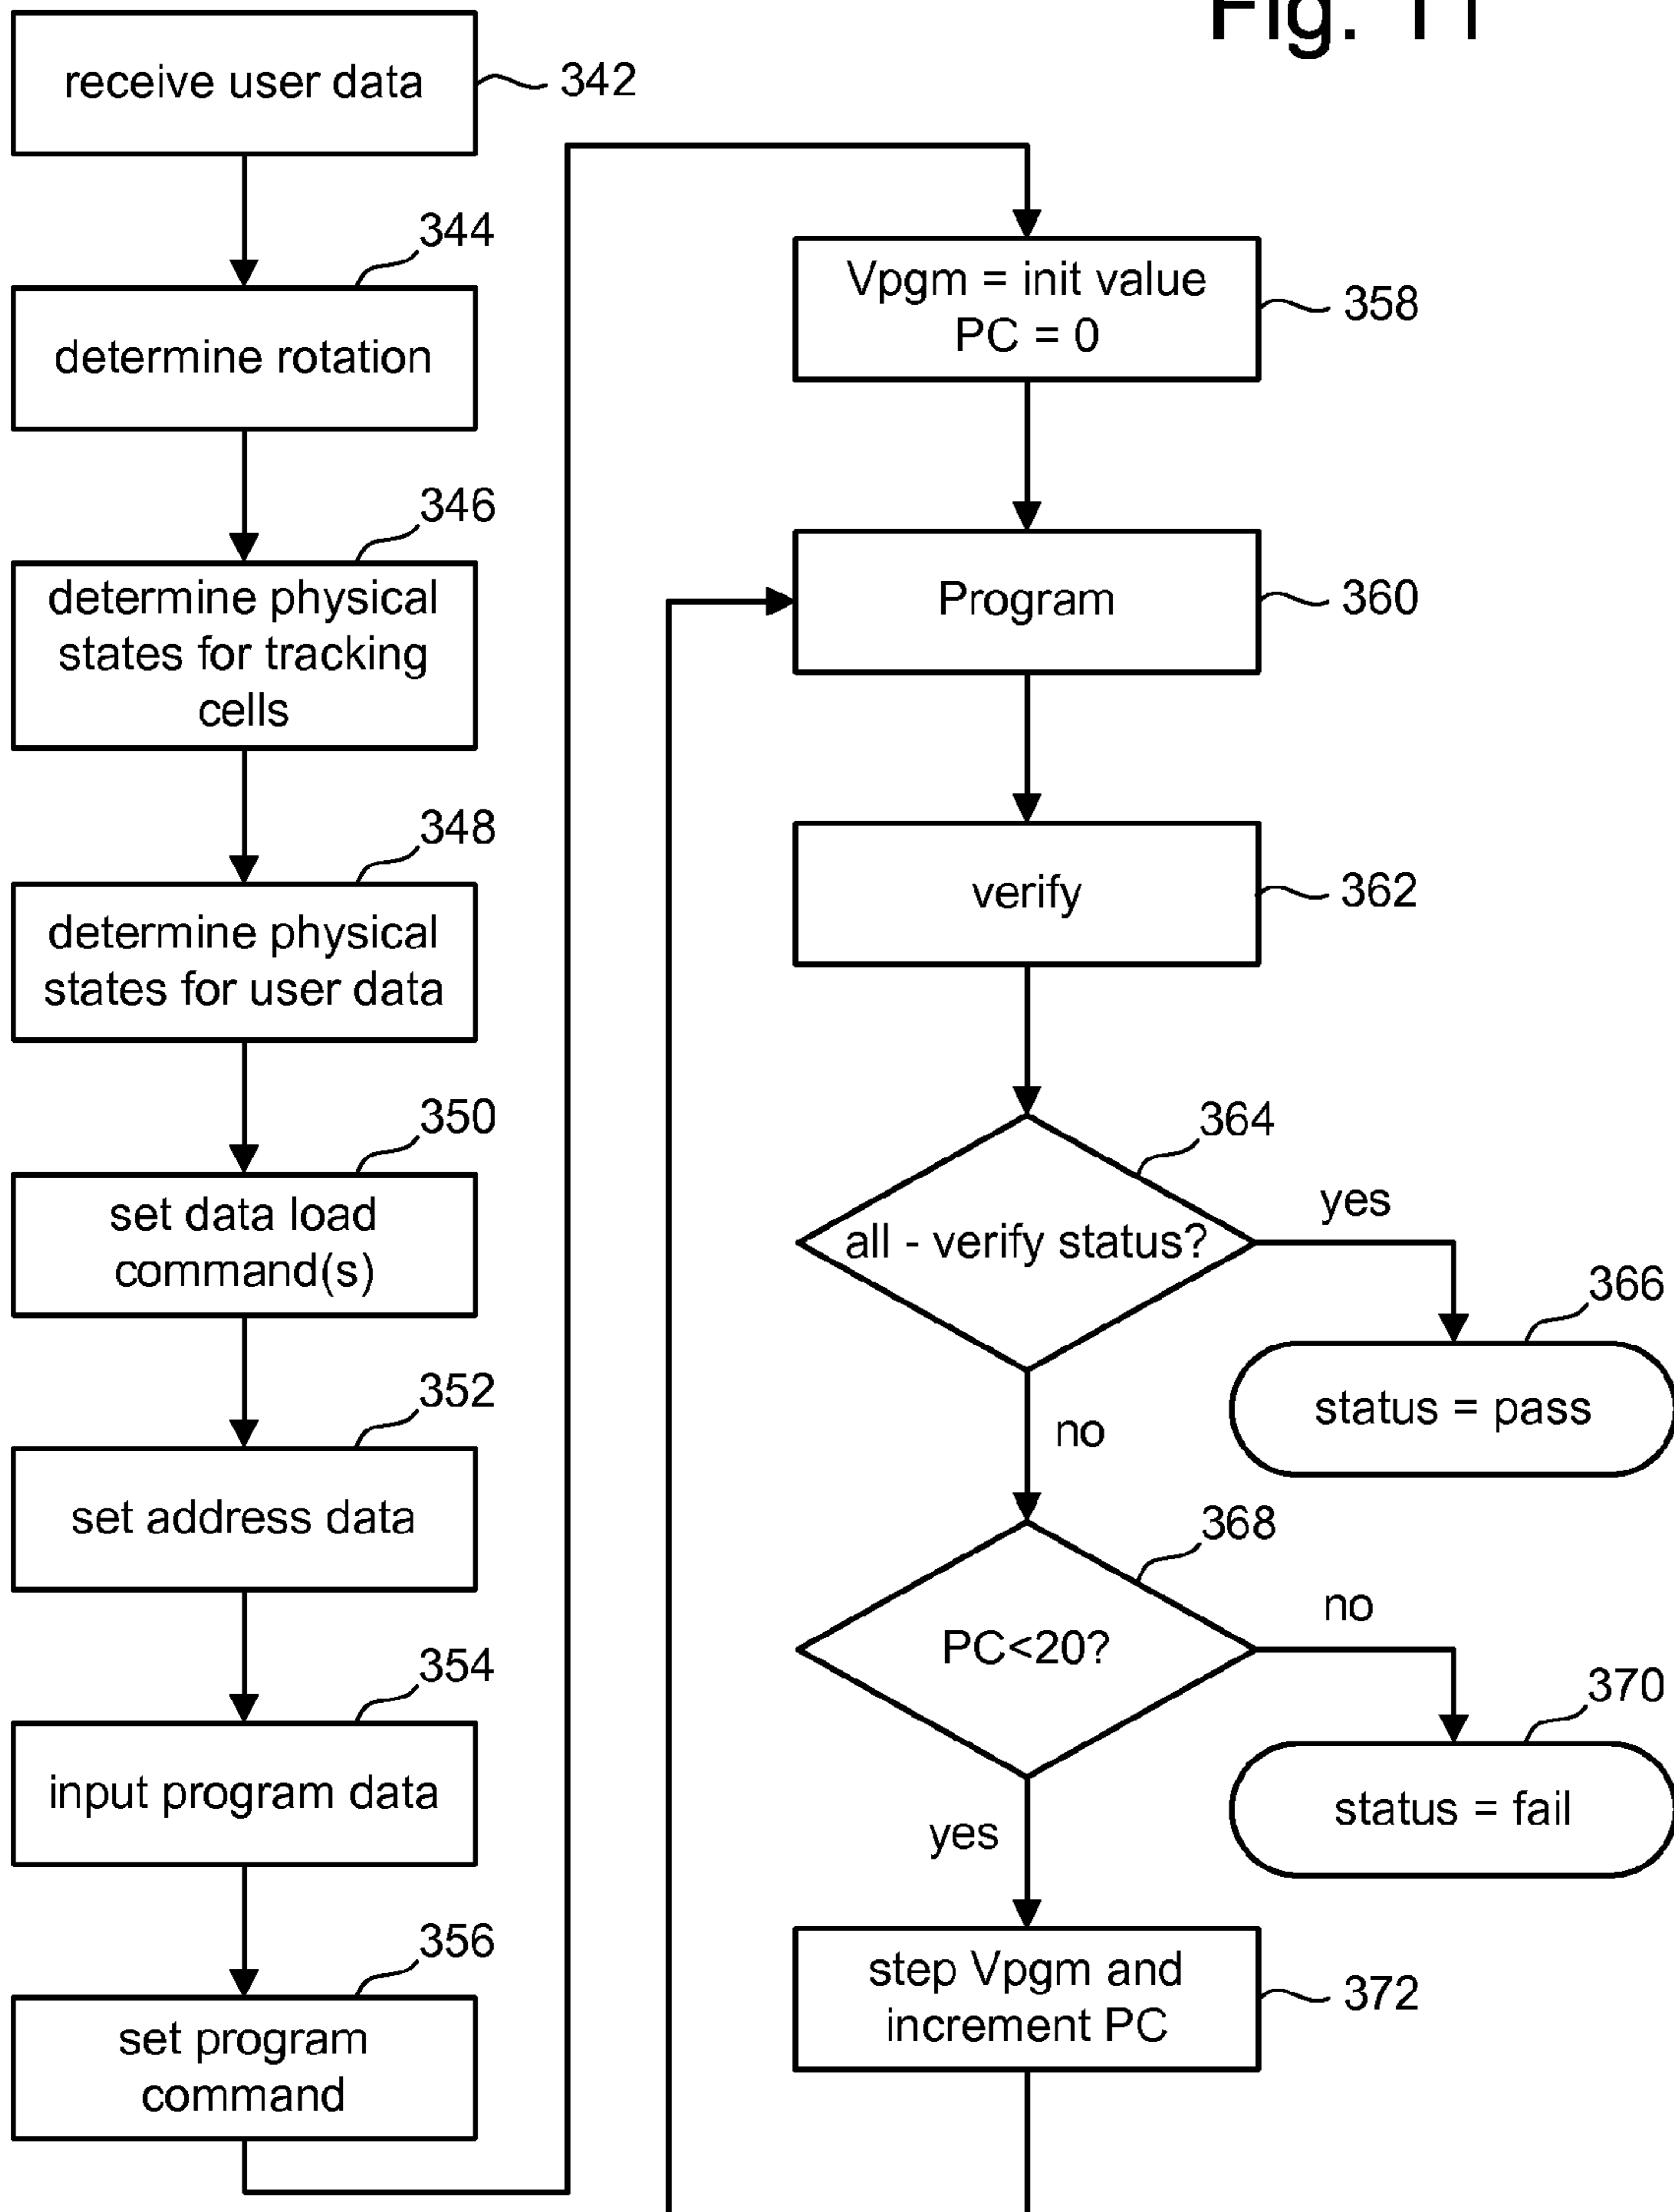 Fig. 11
receive user data
342
344
determine rotation
346
determine physical
states for tracking
cells
348
determine physical
states for user data
350
set data load
command(s)
352
set address data
354
input program data
356
set program
command
Vpgm = init value
PC = 0
358
Program
360
verify
362
364
all - verify status?
yes
366
status = pass
no
368
PC<20?
no
370
status = fail
yes
step Vpgm and
increment PC
372